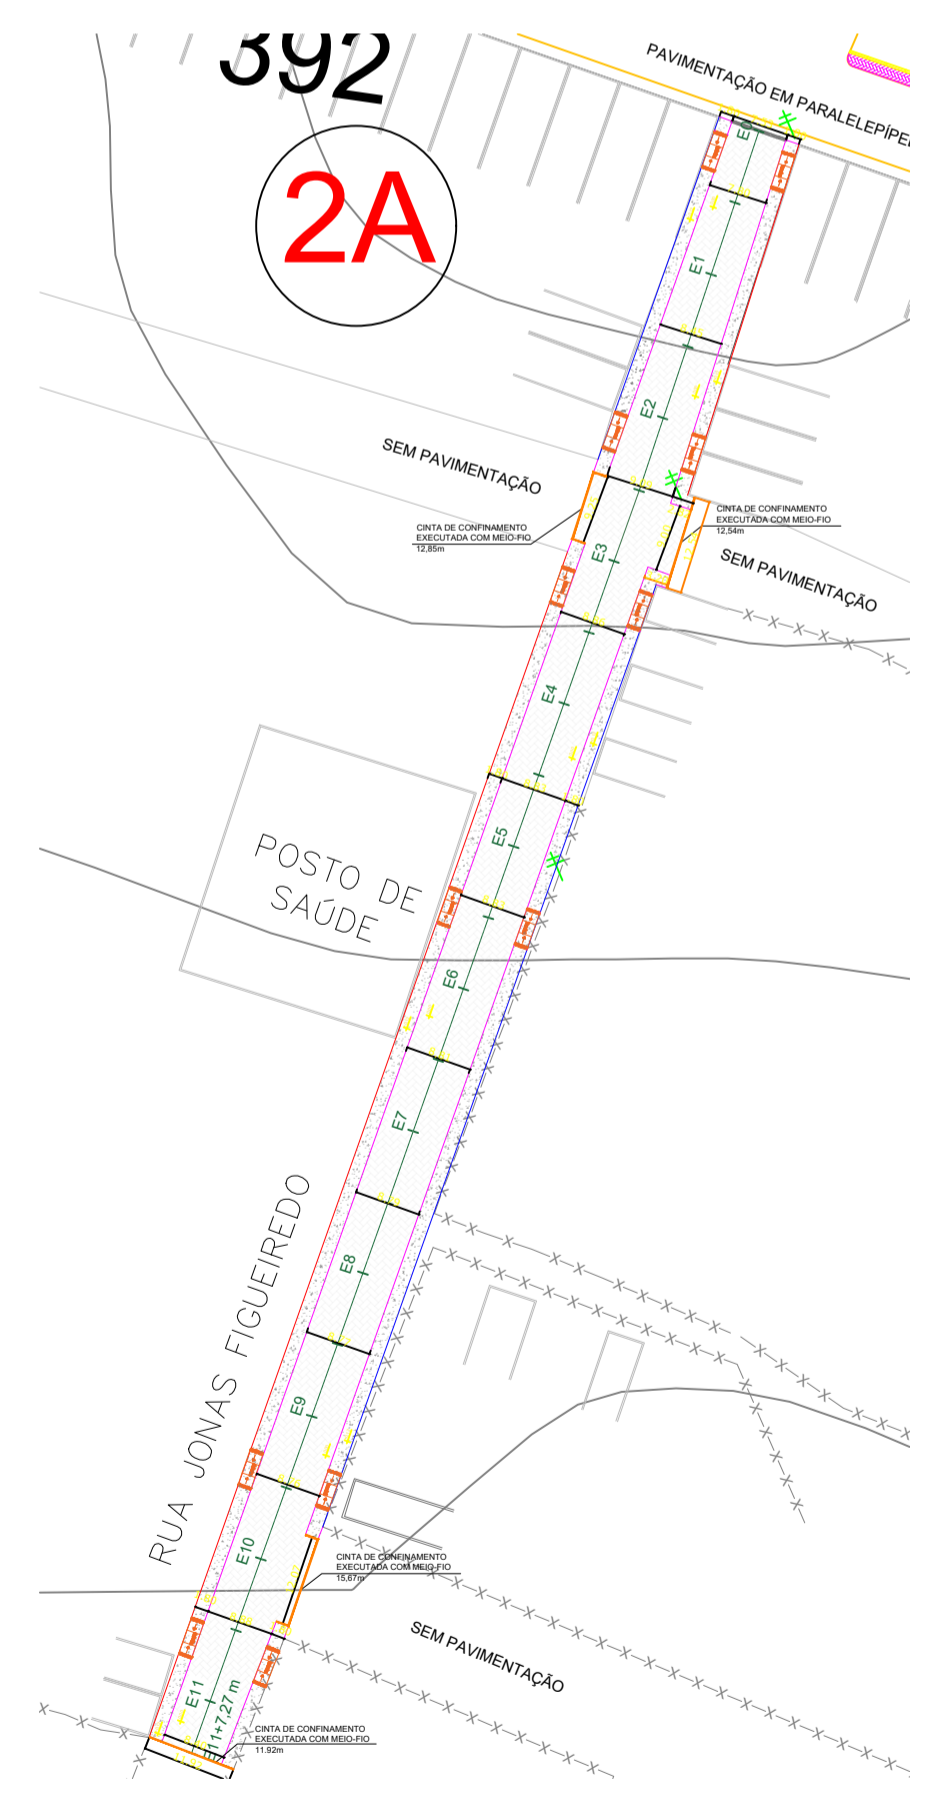 392
PAVIMENTAÇÃO EM PARALELEPÍPE
2A
E0
E1
E2
SEM PAVIMENTAÇÃO
CINTA DE CONFINAMENTO
EXECUTADA COM MEIO-FIO
12,85m
CINTA DE CONFINAMENTO
EXECUTADA COM MEIO-FIO
12,54m
E3
SEM PAVIMENTAÇÃO
E4
E5
POSTO DE
SAÚDE
E6
E7
RUA JONAS FIGUEIREDO
E8
E9
E10
CINTA DE CONFINAMENTO
EXECUTADA COM MEIO-FIO
15,67m
SEM PAVIMENTAÇÃO
E11
E11+7,27 m
CINTA DE CONFINAMENTO
EXECUTADA COM MEIO-FIO
11.92m
11,92